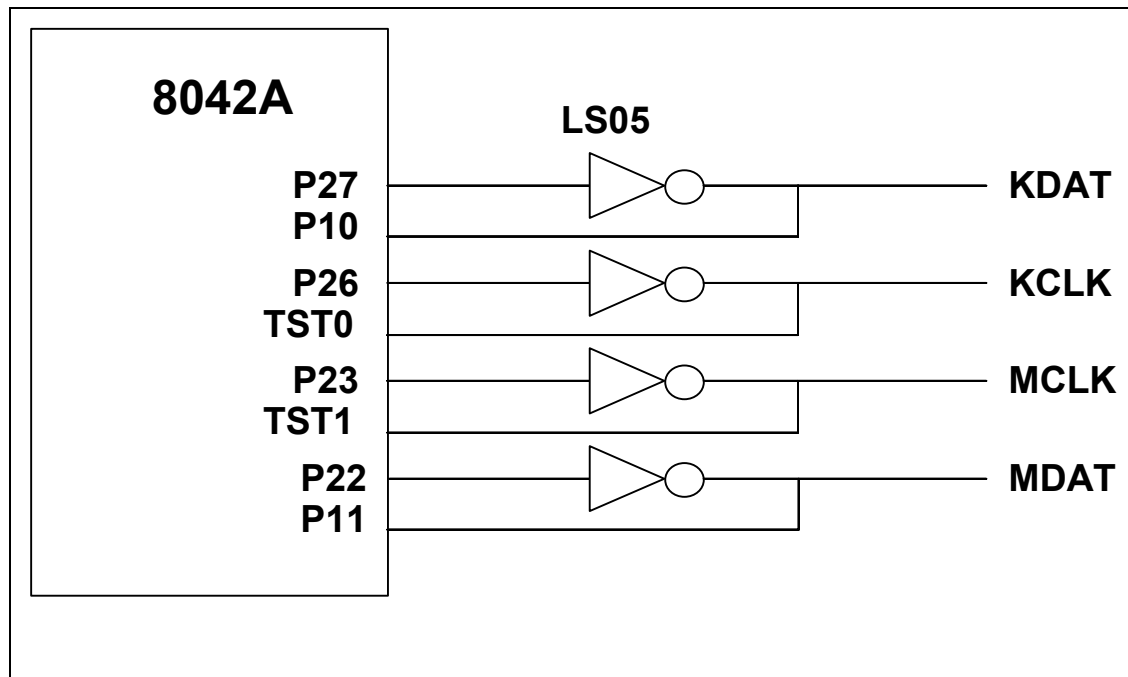 8042A
LS05
P27
KDAT
P10
P26
KCLK
TST0
P23
MCLK
TST1
P22
MDAT
P11